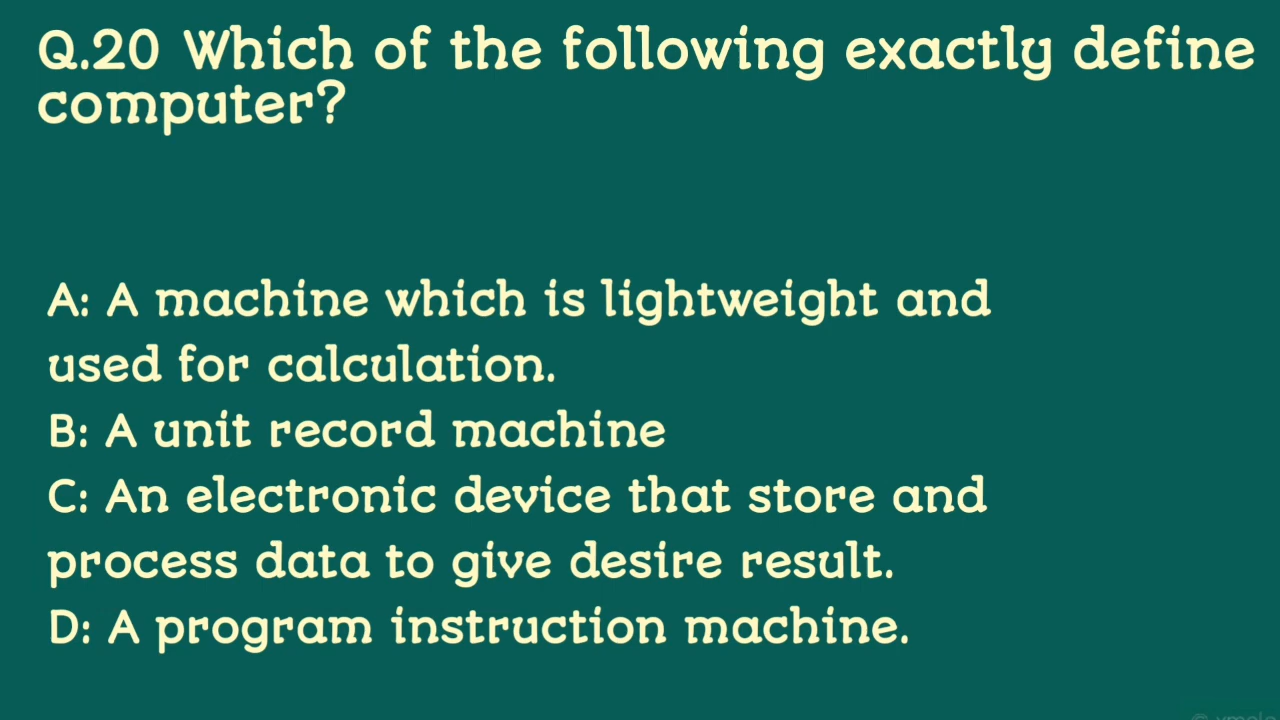 Q.20 Which of the following exactly define
computer?
A: A machine which is lightweight and
used for calculation.
B: A unit record machine
C: An electronic device that store and
process data to give desire result.
D: A program instruction machine.